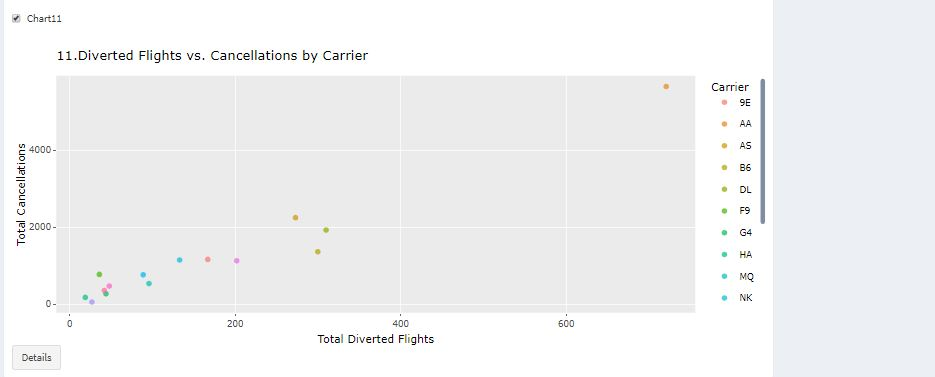 Chart11
11.Diverted Flights vs. Cancellations by Carrier
Carrier
9E
AA
AS
B6
DL
F9
G4
HA
MQ
NK
Total Cancellations
4000
2000
0
0 200 400 600
Total Diverted Flights
Details